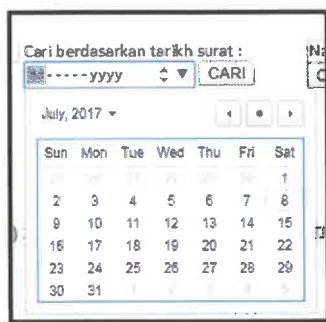 Cari berdasarkan tarikh surat :
-----yyyy CARI
July, 2017
Sun Mon Tue Wed Thu Fri Sat
1
2 3 4 5 6 7 8
9 10 11 12 13 14 15
16 17 18 19 20 21 22
23 24 25 26 27 28 29
30 31